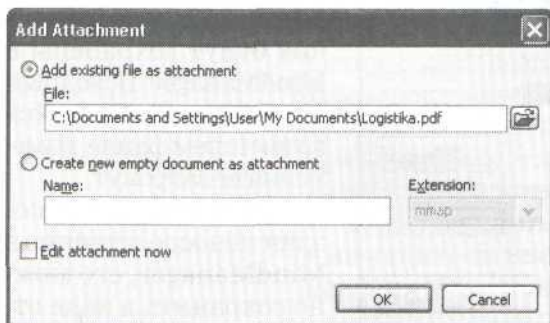 Add Attachment
Add existing file as attachment
File:
C:\Documents and Settings\User\My Documents\Logistika.pdf
Create new empty document as attachment
Name:
Extension:
mmap
Edit attachment now
OK
Cancel